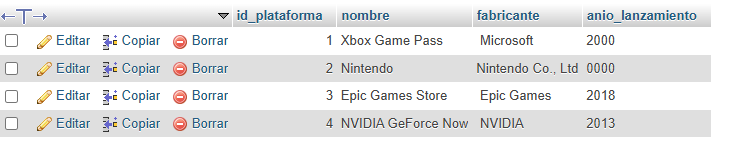 ←T→ id_plataforma nombre fabricante anio_lanzamiento
Editar Copiar Borrar 1 Xbox Game Pass Microsoft 2000
Editar Copiar Borrar 2 Nintendo Nintendo Co., Ltd 0000
Editar Copiar Borrar 3 Epic Games Store Epic Games 2018
Editar Copiar Borrar 4 NVIDIA GeForce Now NVIDIA 2013